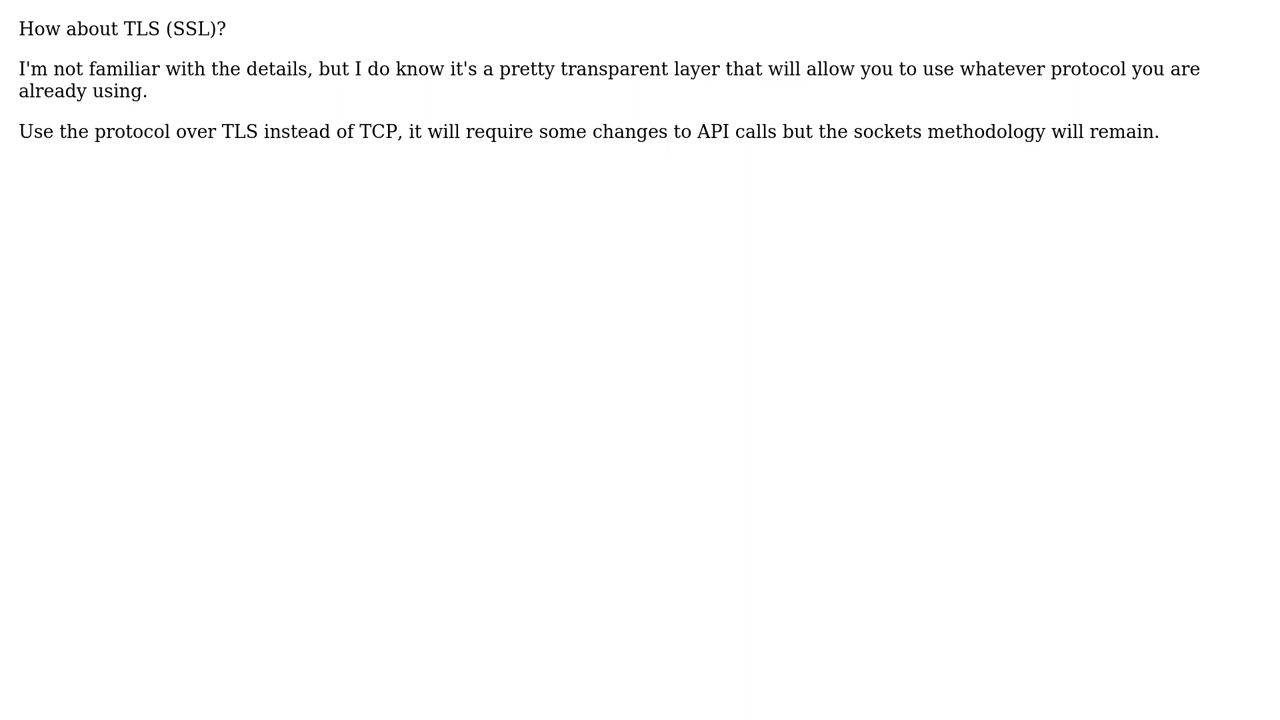 How about TLS (SSL)?
I'm not familiar with the details, but I do know it's a pretty transparent layer that will allow you to use whatever protocol you are
already using.
Use the protocol over TLS instead of TCP, it will require some changes to API calls but the sockets methodology will remain.